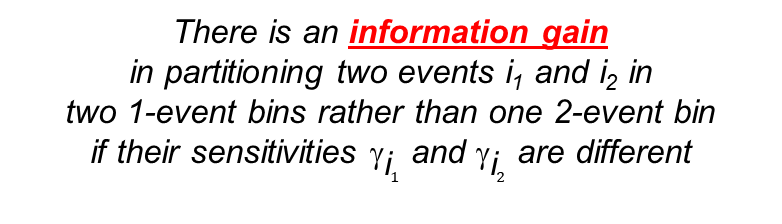 There is an information gain
in partitioning two events i₁ and i₂ in
two 1-event bins rather than one 2-event bin
if their sensitivities γi₁ and γi₂ are different